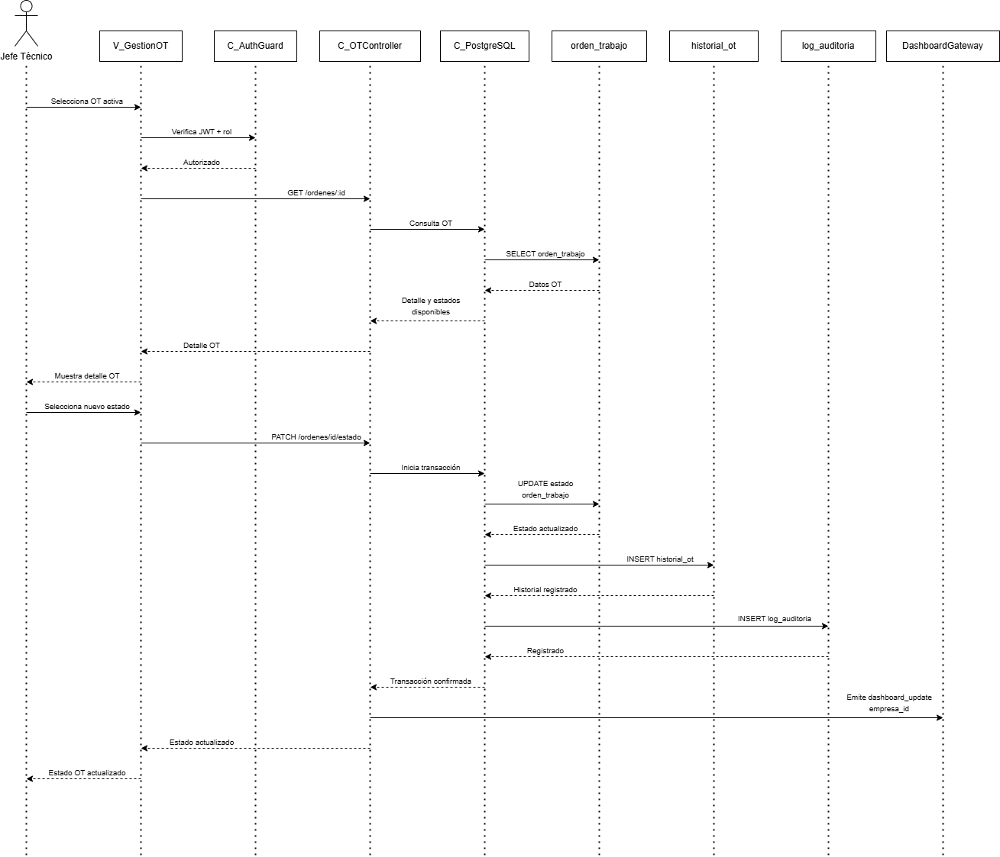 Jefe Técnico
V_GestionOT
C_AuthGuard
C_OTController
C_PostgreSQL
orden_trabajo
historial_ot
log_auditoria
DashboardGateway
Selecciona OT activa
Verifica JWT + rol
Autorizado
GET /ordenes/:id
Consulta OT
SELECT orden_trabajo
Datos OT
Detalle y estados
disponibles
Detalle OT
Muestra detalle OT
Selecciona nuevo estado
PATCH /ordenes/id/estado
Inicia transacción
UPDATE estado
orden_trabajo
Estado actualizado
INSERT historial_ot
Historial registrado
INSERT log_auditoria
Registrado
Transacción confirmada
Emite dashboard_update
empresa_id
Estado actualizado
Estado OT actualizado